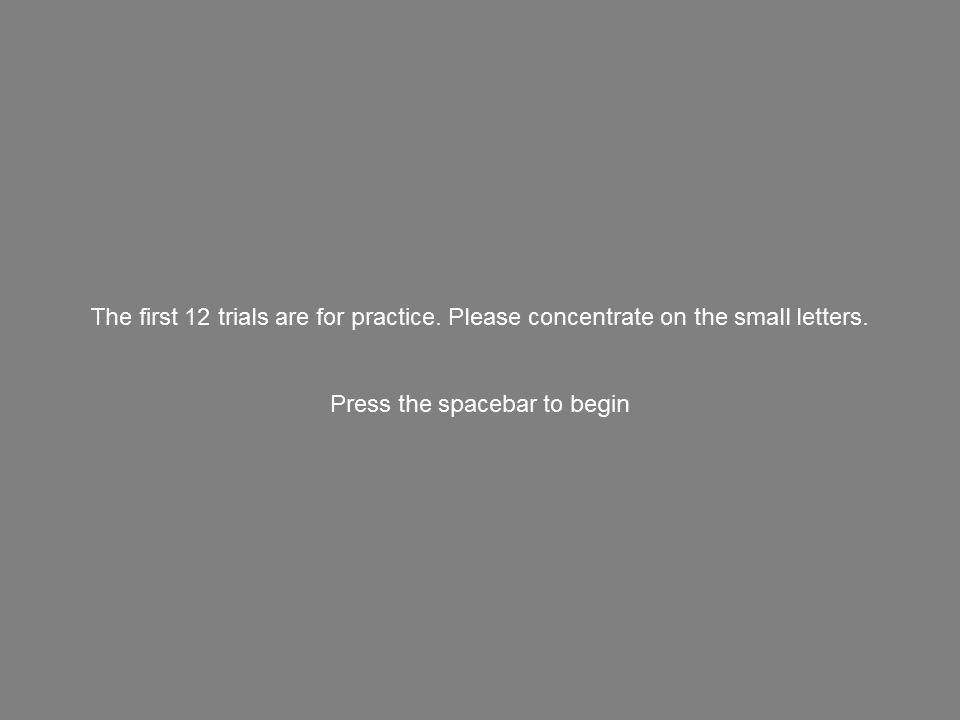 The first 12 trials are for practice. Please concentrate on the small letters.
Press the spacebar to begin